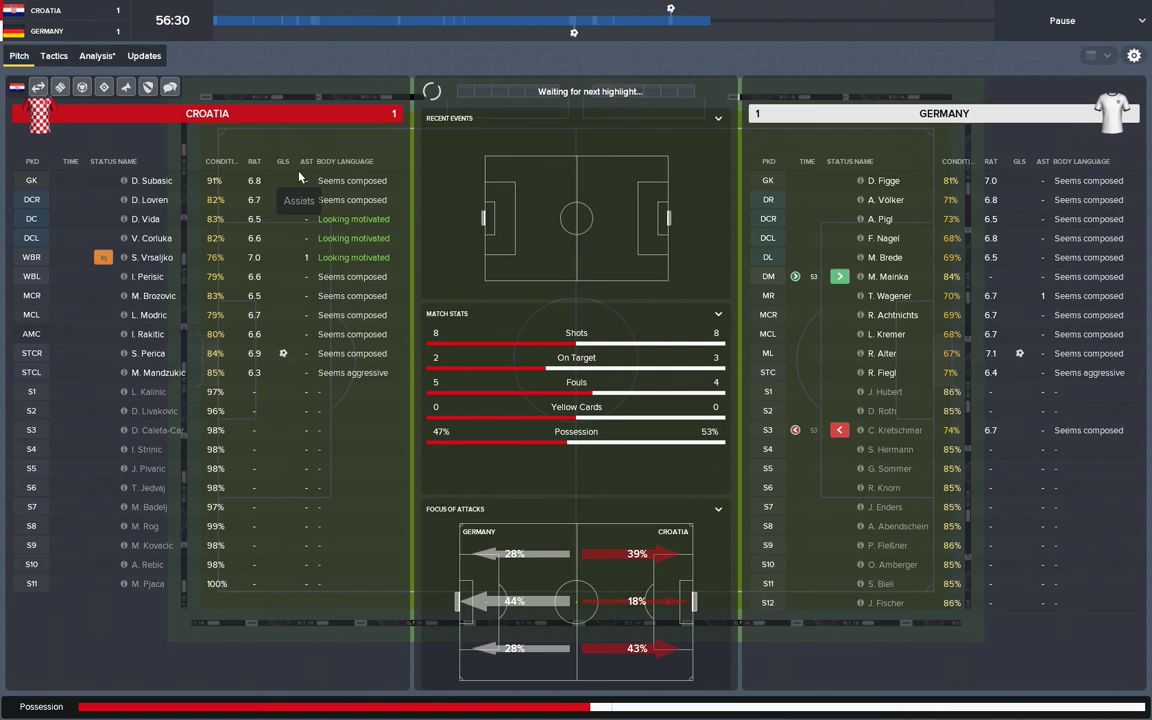 CROATIA 1
GERMANY 1
56:30
Pause
Pitch Tactics Analysis* Updates
CROATIA 1
PKD TIME STATUS NAME CONDITI... RAT GLS AST BODY LANGUAGE
GK D. Subasic 91% 6.8 - Seems composed
DCR D. Lovren 82% 6.7 Seems composed
DC D. Vida 83% 6.5 - Looking motivated
DCL V. Corluka 82% 6.6 - Looking motivated
WBR S. Vrsaljko 76% 7.0 1 Looking motivated
WBL I. Perisic 79% 6.6 - Seems composed
MCR M. Brozovic 83% 6.5 - Seems composed
MCL L. Modric 79% 6.7 - Seems composed
AMC I. Rakitic 80% 6.6 - Seems composed
STCR S. Perica 84% 6.9 - Seems composed
STCL M. Mandzukic 85% 6.3 - Seems aggressive
S1 L. Kalinic 97% - - -
S2 D. Livakovic 96% - - -
S3 D. Caleta-Car 98% - - -
S4 I. Strinic 98% - - -
S5 J. Pivaric 98% - - -
S6 T. Jedvaj 98% - - -
S7 M. Badelj 97% - - -
S8 M. Rog 99% - - -
S9 M. Kovacic 98% - - -
S10 A. Rebic 98% - - -
S11 M. Pjaca 100% - - -
Assists
Waiting for next highlight...
RECENT EVENTS
MATCH STATS
8 Shots 8
2 On Target 3
5 Fouls 4
0 Yellow Cards 0
47% Possession 53%
FOCUS OF ATTACKS
GERMANY CROATIA
28% 39%
44% 18%
28% 43%
1 GERMANY
PKD TIME STATUS NAME CONDITI... RAT GLS AST BODY LANGUAGE
GK D. Figge 81% 7.0 - Seems composed
DR A. Völker 71% 6.8 - Seems composed
DCR A. Pigl 73% 6.5 - Seems composed
DCL F. Nagel 68% 6.8 - Seems composed
DL M. Brede 69% 6.5 - Seems composed
DM 53 M. Mainka 84% - - Seems composed
MR T. Wagener 70% 6.7 1 Seems composed
MCR R. Achtnichts 69% 6.7 - Seems composed
MCL L. Kremer 68% 6.7 - Seems composed
ML R. Alter 67% 7.1 - Seems composed
STC R. Fiegl 71% 6.4 - Seems aggressive
S1 J. Hubert 86% - - -
S2 D. Roth 85% - - -
S3 53 C. Kretschmar 74% 6.7 - Seems composed
S4 S. Hermann 85% - - -
S5 G. Sommer 85% - - -
S6 R. Knorn 85% - - -
S7 J. Enders 85% - - -
S8 A. Abendschein 85% - - -
S9 P. Fleßner 86% - - -
S10 O. Amberger 85% - - -
S11 S. Bieli 85% - - -
S12 J. Fischer 86% - - -
Possession